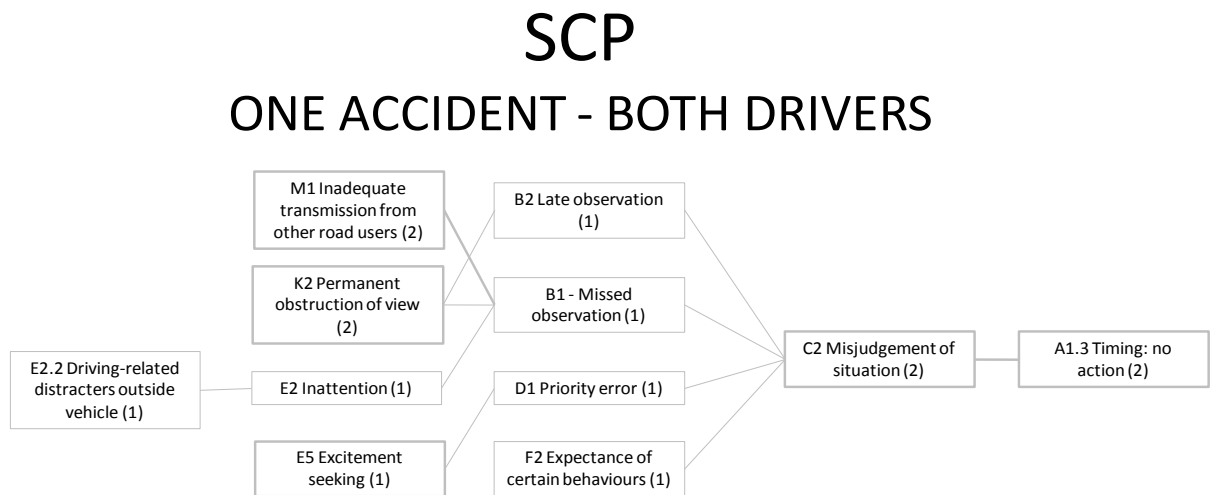 SCP
ONE ACCIDENT - BOTH DRIVERS
M1 Inadequate
transmission from
other road users (2)
B2 Late observation
(1)
K2 Permanent
obstruction of view
(2)
B1 - Missed
observation (1)
E2.2 Driving-related
distracters outside
vehicle (1)
E2 Inattention (1)
D1 Priority error (1)
C2 Misjudgement of
situation (2)
A1.3 Timing: no
action (2)
E5 Excitement
seeking (1)
F2 Expectance of
certain behaviours (1)